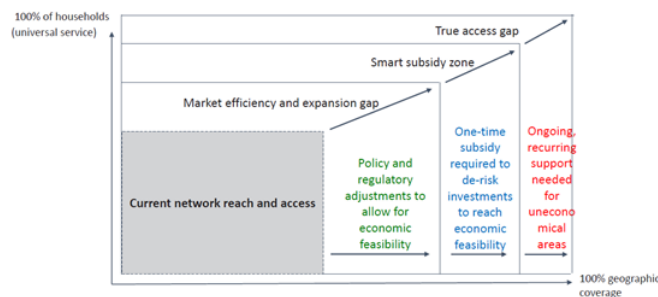 100% of households
(universal service)
True access gap
Smart subsidy zone
Market efficiency and expansion gap
Current network reach and access
Policy and
regulatory
adjustments to
allow for
economic
feasibility
One-time
subsidy
required to
de-risk
investments
to reach
economic
feasibility
Ongoing,
recurring
support
needed
for
unecono
mical
areas
100% geographic
coverage